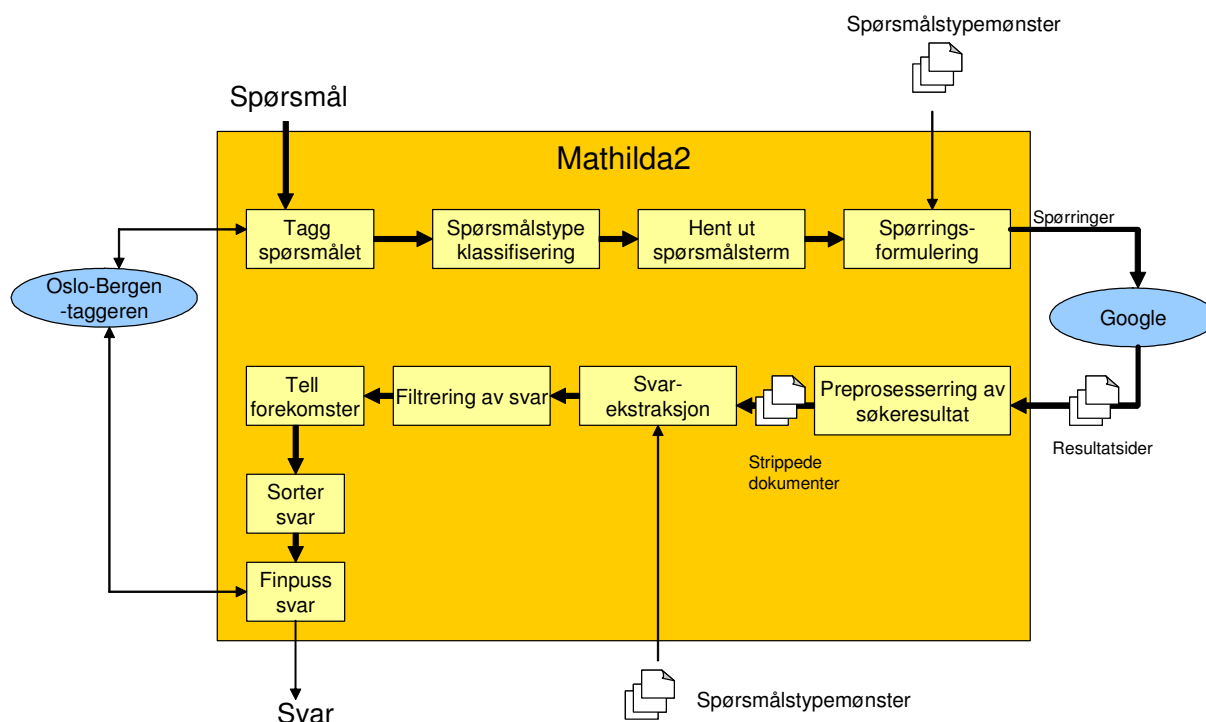 Spørsmålstypemønster
Spørsmål
Mathilda2
Tagg
spørsmålet
Spørsmålstype
klassifisering
Hent ut
spørsmålsterm
Spørrings-
formulering
Spørringer
Oslo-Bergen
-taggeren
Google
Tell
forekomster
Filtrering av svar
Svar-
ekstraksjon
Preprosesserring av
søkeresultat
Strippede
dokumenter
Resultatsider
Sorter
svar
Finpuss
svar
Spørsmålstypemønster
Svar